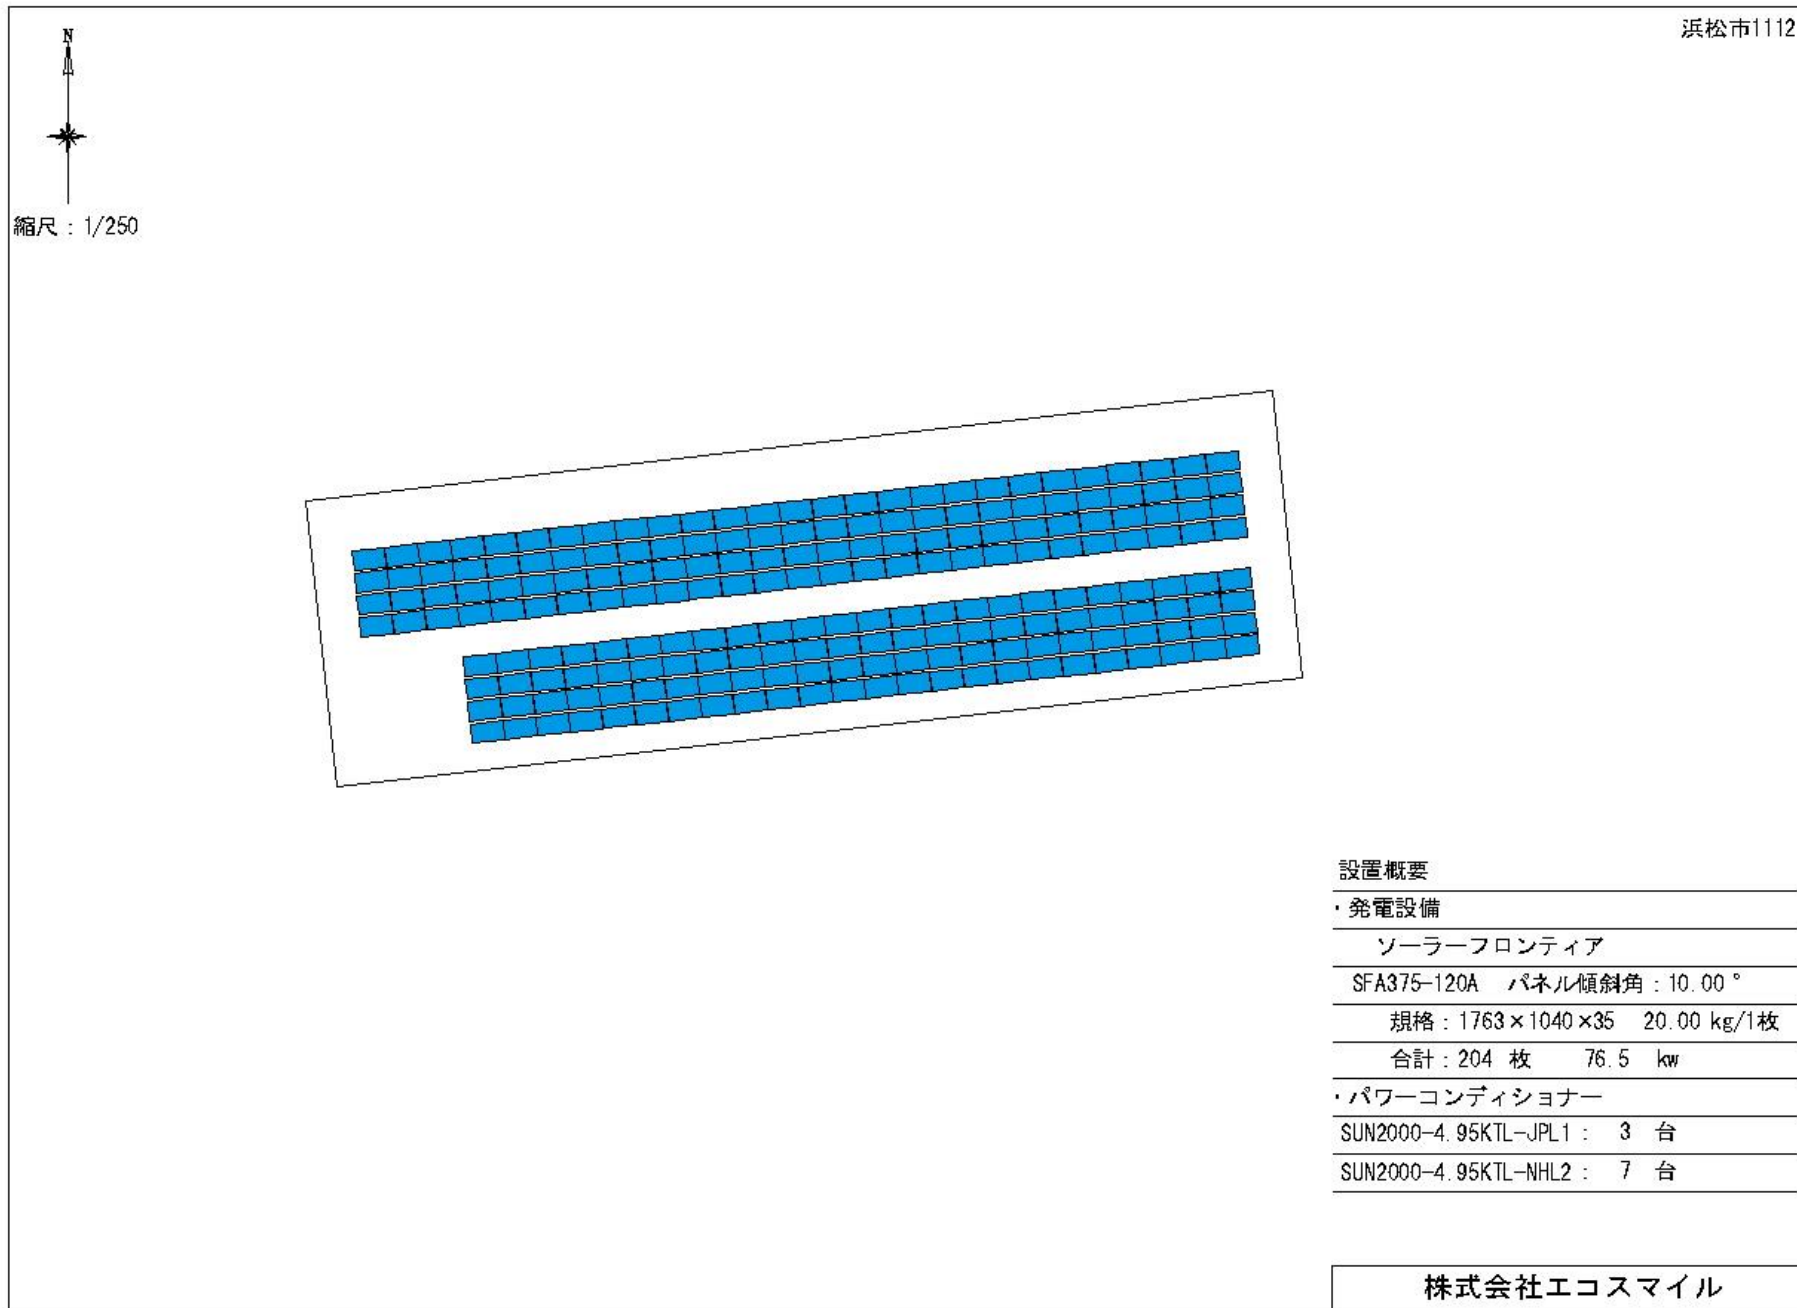 浜松市1112
N
縮尺：1/250
設置概要
・発電設備
ソーラーフロンティア
SFA375-120A パネル傾斜角：10.00°
規格：1763×1040×35 20.00 kg/1枚
合計：204 枚 76.5 kw
・パワーコンディショナー
SUN2000-4.95KTL-JPL1： 3 台
SUN2000-4.95KTL-NHL2： 7 台
株式会社エコスマイル